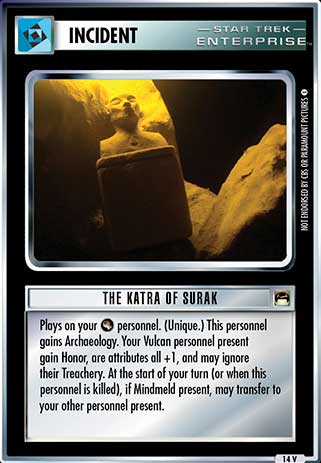 INCIDENT
STAR TREK
ENTERPRISE™
NOT ENDORSED BY CBS OR PARAMOUNT PICTURES
THE KATRA OF SURAK
Plays on your personnel. (Unique.) This personnel
gains Archaeology. Your Vulcan personnel present
gain Honor, are attributes all +1, and may ignore
their Treachery. At the start of your turn (or when this
personnel is killed), if Mindmeld present, may transfer to
your other personnel present.
14 V